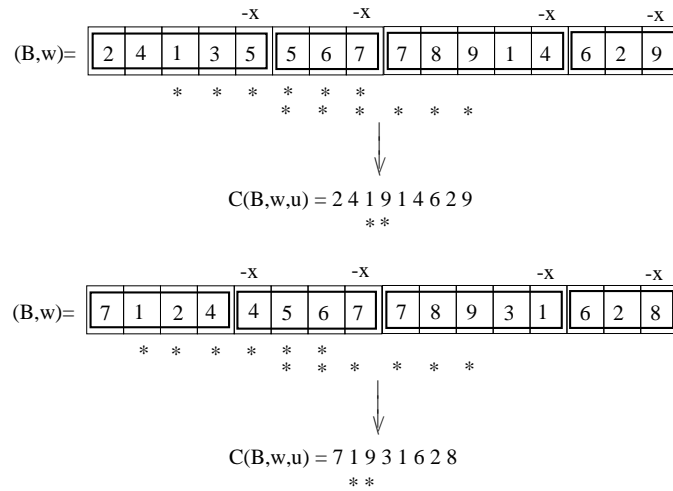 -x -x -x -x
(B,w)= 2 4 1 3 5 5 6 7 7 8 9 1 4 6 2 9
* * * * * *
* * * * * *
C(B,w,u) = 2 4 1 9 1 4 6 2 9
* *
-x -x -x -x
(B,w)= 7 1 2 4 4 5 6 7 7 8 9 3 1 6 2 8
* * * * * *
* * * * * *
C(B,w,u) = 7 1 9 3 1 6 2 8
* *